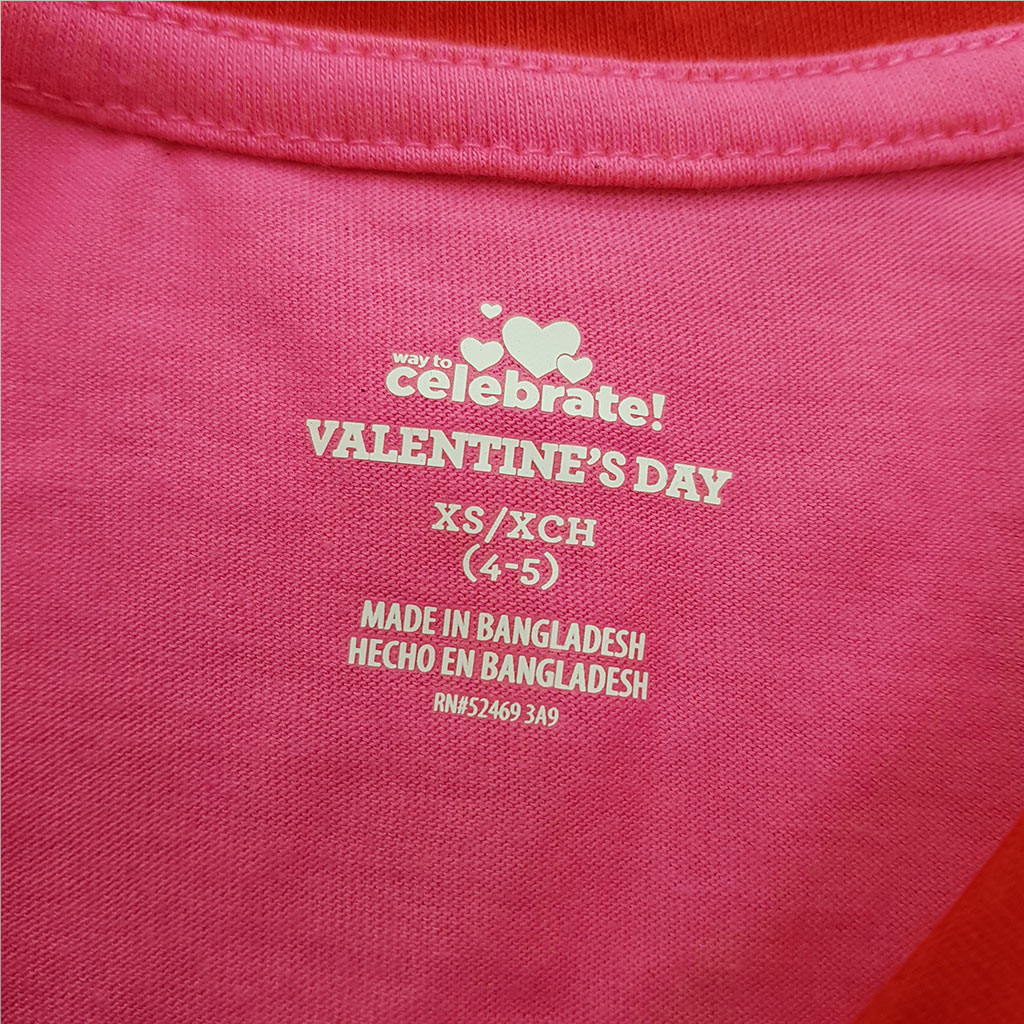 way to
celebrate!
VALENTINE'S DAY
XS/XCH
(4-5)
MADE IN BANGLADESH
HECHO EN BANGLADESH
RN#52469 3A9